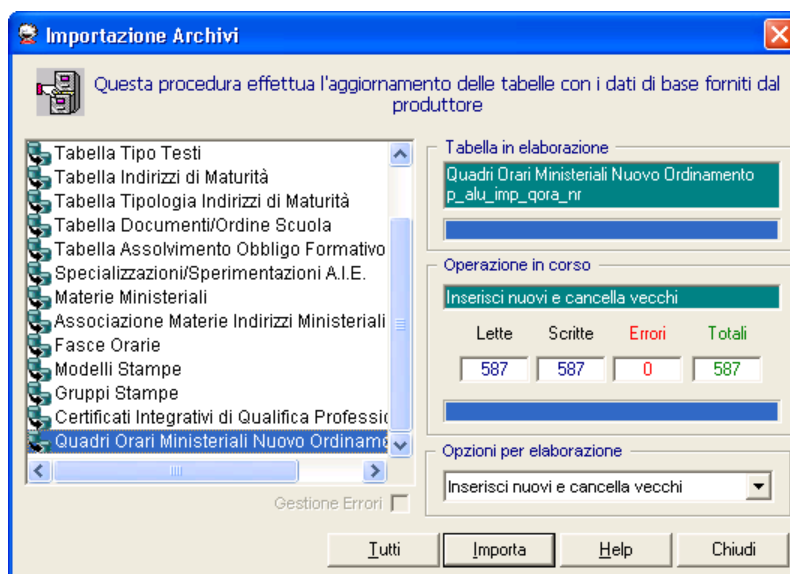 Importazione Archivi
Questa procedura effettua l'aggiornamento delle tabelle con i dati di base forniti dal
produttore
Tabella Tipo Testi
Tabella Indirizzi di Maturità
Tabella Tipologia Indirizzi di Maturità
Tabella Documenti/Ordine Scuola
Tabella Assolvimento Obbligo Formativo
Specializzazioni/Sperimentazioni A.I.E.
Materie Ministeriali
Associazione Materie Indirizzi Ministeriali
Fasce Orarie
Modelli Stampe
Gruppi Stampe
Certificati Integrativi di Qualifica Professic
Quadri Orari Ministeriali Nuovo Ordinamo
Gestione Errori
Tabella in elaborazione
Quadri Orari Ministeriali Nuovo Ordinamento
p_alu_imp_qora_nr
Operazione in corso
Inserisci nuovi e cancella vecchi
Lette Scritte Errori Totali
587 587 0 587
Opzioni per elaborazione
Inserisci nuovi e cancella vecchi
Tutti Importa Help Chiudi